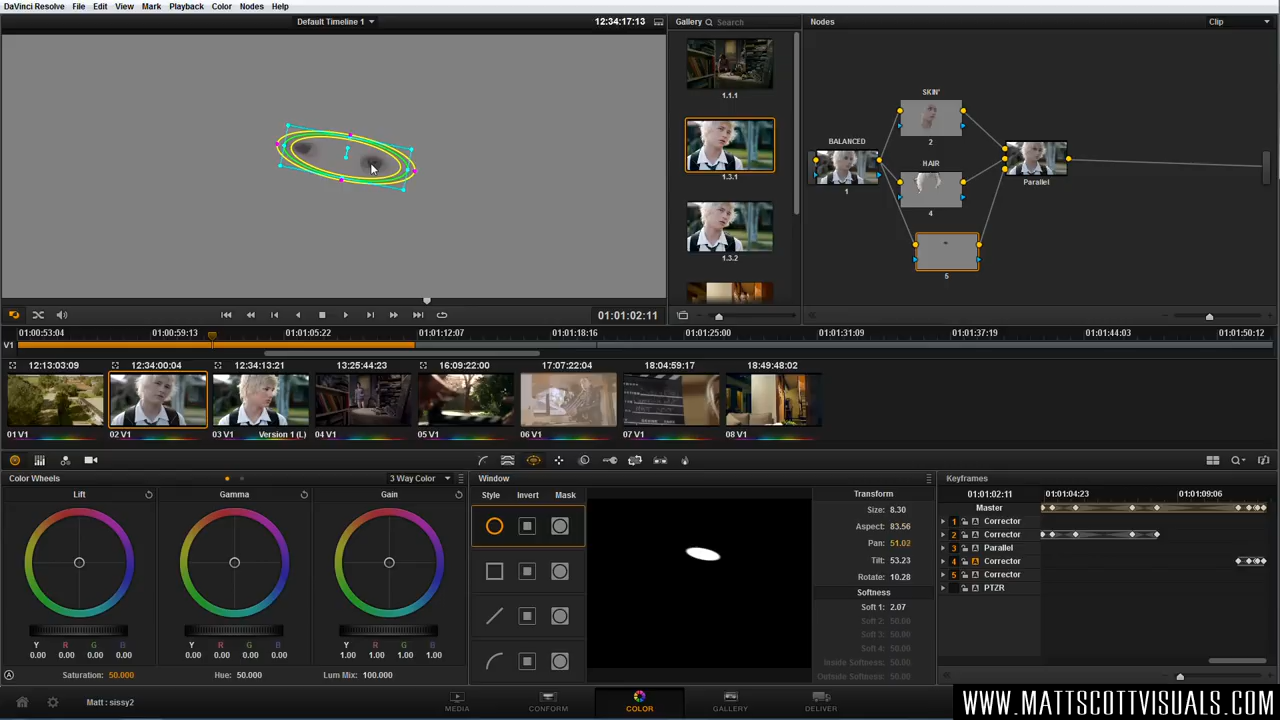 DaVinci Resolve File Edit View Mark Playback Color Nodes Help
Default Timeline 1 12:34:17:13 Gallery Search Nodes Clip
1.1.1
1.3.1
1.3.2
SKIN'
2
BALANCED
1
HAIR
4
Parallel
5
01:01:02:11
01:00:53:04 01:00:59:13 01:01:05:22 01:01:12:07 01:01:18:16 01:01:25:00 01:01:31:09 01:01:37:19 01:01:44:03 01:01:50:12
V1
12:13:03:09 12:34:00:04 12:34:13:21 13:25:44:23 16:09:22:00 17:07:22:04 18:04:59:17 18:49:48:02
01 V1 02 V1 03 V1 Version 1 (L) 04 V1 05 V1 06 V1 07 V1 08 V1
Color Wheels 3 Way Color Window Keyframes
Lift Gamma Gain
Style Invert Mask
Transform
Size: 8.30
Aspect: 83.56
Pan: 51.02
Tilt: 53.23
Rotate: 10.28
Softness
Soft 1: 2.07
Soft 2: 50.00
Soft 3: 50.00
Soft 4: 50.00
Inside Softness: 50.00
Outside Softness: 50.00
01:01:02:11 01:01:04:23 01:01:09:06
Master
1 Corrector
2 Corrector
3 Parallel
4 Corrector
5 Corrector
PTZR
Y R G B Y R G B Y R G B
0.00 0.00 0.00 0.00 0.00 0.00 0.00 0.00 1.00 1.00 1.00 1.00
Saturation: 50.000 Hue: 50.000 Lum Mix: 100.000
Matt : sissy2
MEDIA CONFORM COLOR GALLERY DELIVER
WWW.MATTSCOTTVISUALS.COM